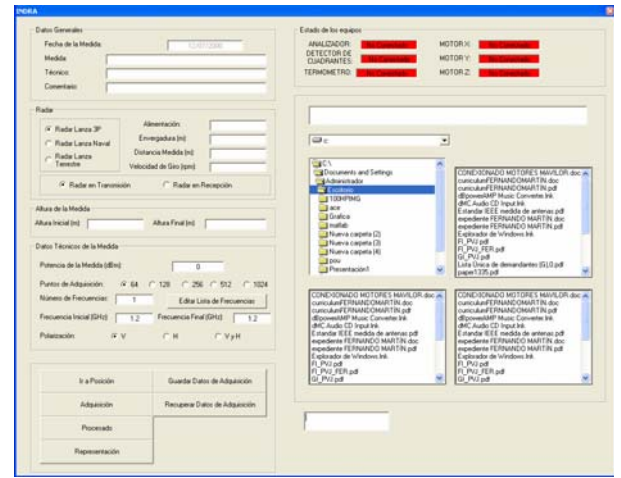 INDRA
Datos Generales
Fecha de la Medida:
Medida
Técnico
Comentario
Radar
Radar Lanza 3P
Radar Lanza Naval
Radar Lanza Terrestre
Alimentación:
Envergadura (m)
Distancia Medida (m)
Velocidad de Giro (rpm)
Radar en Transmisión
Radar en Recepción
Altura de la Medida
Altura Inicial (m)
Altura Final (m)
Datos Técnicos de la Medida
Potencia de la Medida (dBm) 0
Puntos de Adquisición: 64 128 256 512 1024
Número de Frecuencias: 1 Editar Lista de Frecuencias
Frecuencia Inicial (GHz) 1.2 Frecuencia Final (GHz) 1.2
Polarización: V H V y H
Ir a Posición
Guardar Datos de Adquisición
Adquisición
Recuperar Datos de Adquisición
Procesado
Representación
Estado de los equipos
ANALIZADOR: No Conectado MOTOR X: No Conectado
DETECTOR DE CUADRANTES: No Conectado MOTOR Y: No Conectado
TERMOMETRO: No Conectado MOTOR Z: No Conectado
c:
C:\
Documents and Settings
Administrador
Escritorio
100HPIMG
ace
Grafica
matlab
Nueva carpeta (2)
Nueva carpeta (3)
Nueva carpeta (4)
pou
Presentación1
CONEXIONADO MOTORES MAVILOR.doc
curriculumFERNANDOMARTIN.doc
curriculumFERNANDOMARTIN.pdf
dBpowerAMP Music Converter.lnk
dMC Audio CD Input.lnk
Estandar IEEE medida de antenas.pdf
expediente FERNANDO MARTIN.doc
expediente FERNANDO MARTIN.pdf
Explorador de Windows.lnk
FI_PVJ.pdf
FI_PVJ_FER.pdf
GI_PVJ.pdf
Lista Única de demandantes (GL0.pdf
paper1335.pdf
CONEXIONADO MOTORES MAVILOR.doc
curriculumFERNANDOMARTIN.doc
curriculumFERNANDOMARTIN.pdf
dBpowerAMP Music Converter.lnk
dMC Audio CD Input.lnk
Estandar IEEE medida de antenas.pdf
expediente FERNANDO MARTIN.doc
expediente FERNANDO MARTIN.pdf
Explorador de Windows.lnk
FI_PVJ.pdf
FI_PVJ_FER.pdf
GI_PVJ.pdf
CONEXIONADO MOTORES MAVILOR.doc
curriculumFERNANDOMARTIN.doc
curriculumFERNANDOMARTIN.pdf
dBpowerAMP Music Converter.lnk
dMC Audio CD Input.lnk
Estandar IEEE medida de antenas.pdf
expediente FERNANDO MARTIN.doc
expediente FERNANDO MARTIN.pdf
Explorador de Windows.lnk
FI_PVJ.pdf
FI_PVJ_FER.pdf
GI_PVJ.pdf